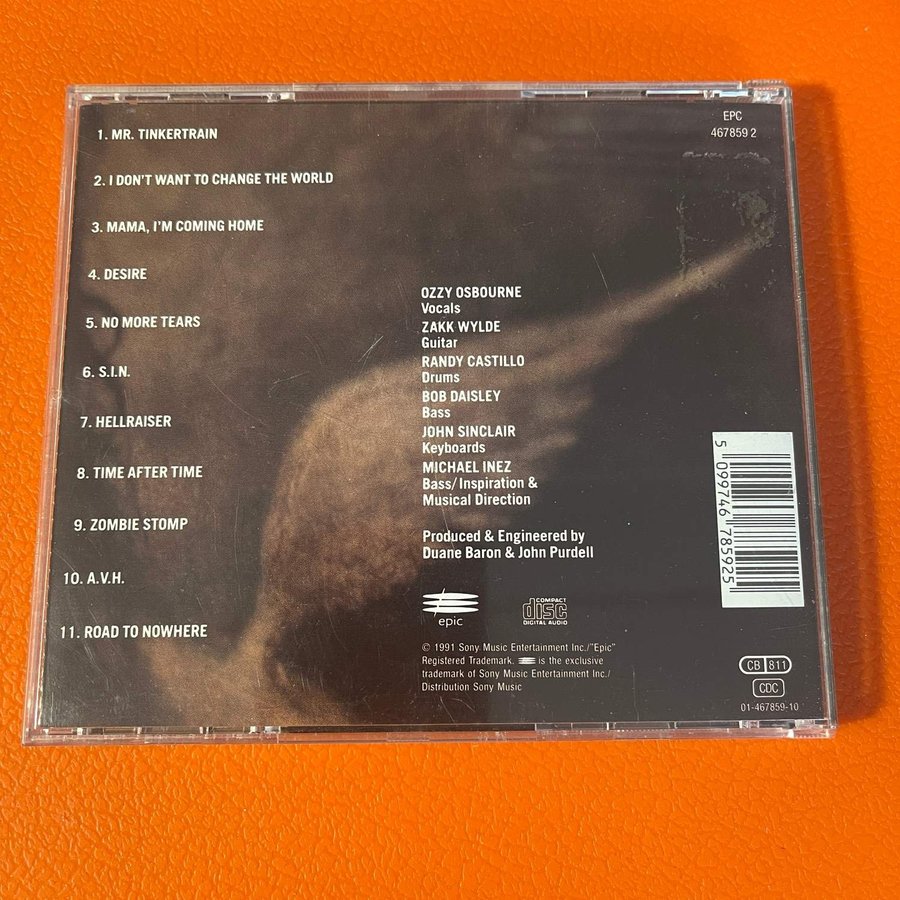 1. MR. TINKERTRAIN
2. I DON'T WANT TO CHANGE THE WORLD
3. MAMA, I'M COMING HOME
4. DESIRE
5. NO MORE TEARS
6. S.I.N.
7. HELLRAISER
8. TIME AFTER TIME
9. ZOMBIE STOMP
10. A.V.H.
11. ROAD TO NOWHERE
EPC
467859 2
OZZY OSBOURNE
Vocals
ZAKK WYLDE
Guitar
RANDY CASTILLO
Drums
BOB DAISLEY
Bass
JOHN SINCLAIR
Keyboards
MICHAEL INEZ
Bass/Inspiration &
Musical Direction
Produced & Engineered by
Duane Baron & John Purdell
epic
COMPACT
disc
DIGITAL AUDIO
© 1991 Sony Music Entertainment Inc./"Epic"
Registered Trademark. is the exclusive
trademark of Sony Music Entertainment Inc./
Distribution Sony Music
5 099746 785925
CB 811
CDC
01-467859-10